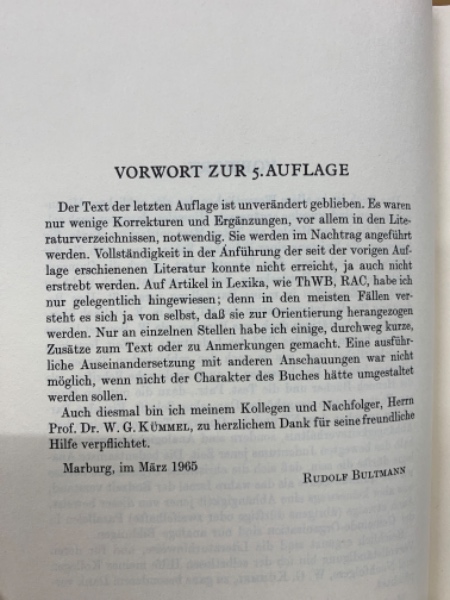 VORWORT ZUR 5. AUFLAGE
Der Text der letzten Auflage ist unverändert geblieben. Es waren
nur wenige Korrekturen und Ergänzungen, vor allem in den Lite-
raturverzeichnissen, notwendig. Sie werden im Nachtrag angeführt
werden. Vollständigkeit in der Anführung der seit der vorigen Auf-
lage erschienenen Literatur konnte nicht erreicht, ja auch nicht
erstrebt werden. Auf Artikel in Lexika, wie ThWB, RAC, habe ich
nur gelegentlich hingewiesen; denn in den meisten Fällen ver-
steht es sich ja von selbst, daß sie zur Orientierung herangezogen
werden. Nur an einzelnen Stellen habe ich einige, durchweg kurze,
Zusätze zum Text oder zu Anmerkungen gemacht. Eine ausführ-
liche Auseinandersetzung mit anderen Anschauungen war nicht
möglich, wenn nicht der Charakter des Buches hätte umgestaltet
werden sollen.
Auch diesmal bin ich meinem Kollegen und Nachfolger, Herrn
Prof. Dr. W. G. KÜMMEL, zu herzlichem Dank für seine freundliche
Hilfe verpflichtet.
Marburg, im März 1965
RUDOLF BULTMANN